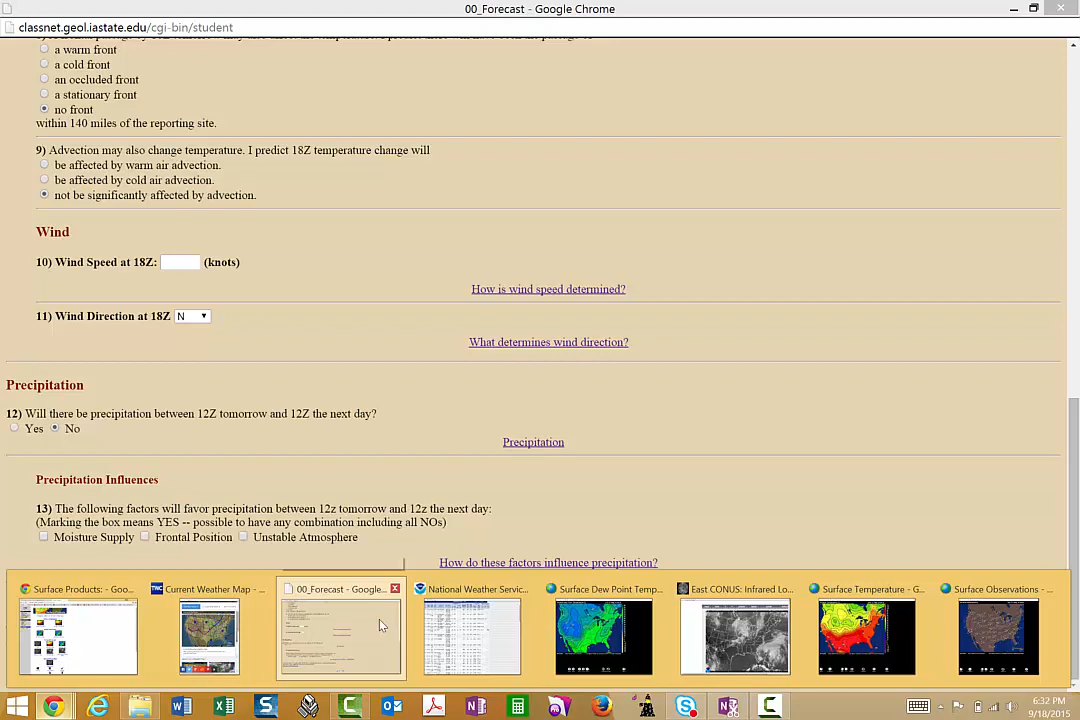 00_Forecast - Google Chrome
classnet.geol.iastate.edu/cgi-bin/student
a warm front
a cold front
an occluded front
a stationary front
no front
within 140 miles of the reporting site.
9) Advection may also change temperature. I predict 18Z temperature change will
be affected by warm air advection.
be affected by cold air advection.
not be significantly affected by advection.
Wind
10) Wind Speed at 18Z: (knots)
How is wind speed determined?
11) Wind Direction at 18Z N
What determines wind direction?
Precipitation
12) Will there be precipitation between 12Z tomorrow and 12Z the next day?
Yes No
Precipitation
Precipitation Influences
13) The following factors will favor precipitation between 12z tomorrow and 12z the next day:
(Marking the box means YES -- possible to have any combination including all NOs)
Moisture Supply Frontal Position Unstable Atmosphere
How do these factors influence precipitation?
Surface Products: - Goo... Current Weather Map - ... 00_Forecast - Google... National Weather Servic... Surface Dew Point Temp... East CONUS: Infrared Lo... Surface Temperature - G... Surface Observations - ...
6:32 PM
9/18/2015